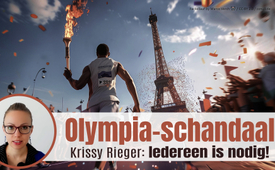 Olympia-schandaal
Krissy Rieger: Iedereen is nodig!